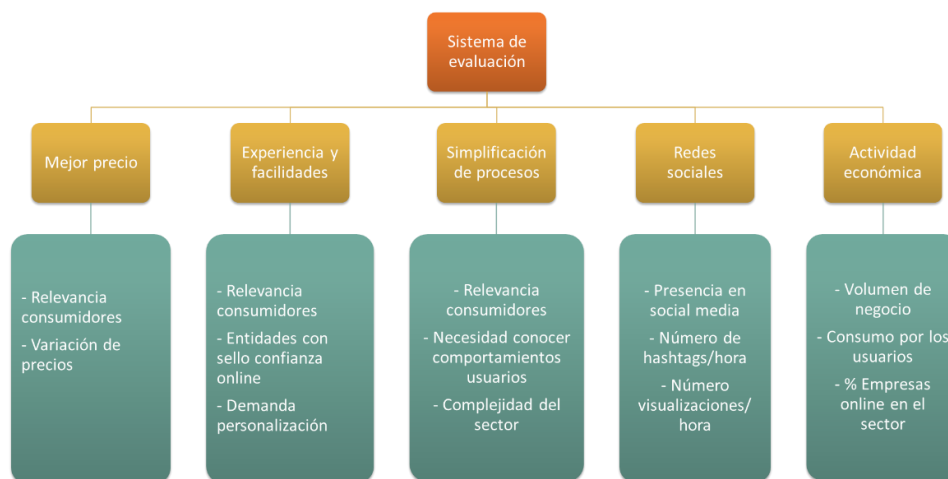 Sistema de
evaluación
Mejor precio
Experiencia y
facilidades
Simplificación
de procesos
Redes
sociales
Actividad
económica
- Relevancia
consumidores
- Variación de
precios
- Relevancia
consumidores
- Entidades con
sello confianza
online
- Demanda
personalización
- Relevancia
consumidores
- Necesidad conocer
comportamientos
usuarios
- Complejidad del
sector
- Presencia en
social media
- Número de
hashtags/hora
- Número
visualizaciones/
hora
- Volumen de
negocio
- Consumo por los
usuarios
- % Empresas
online en el
sector